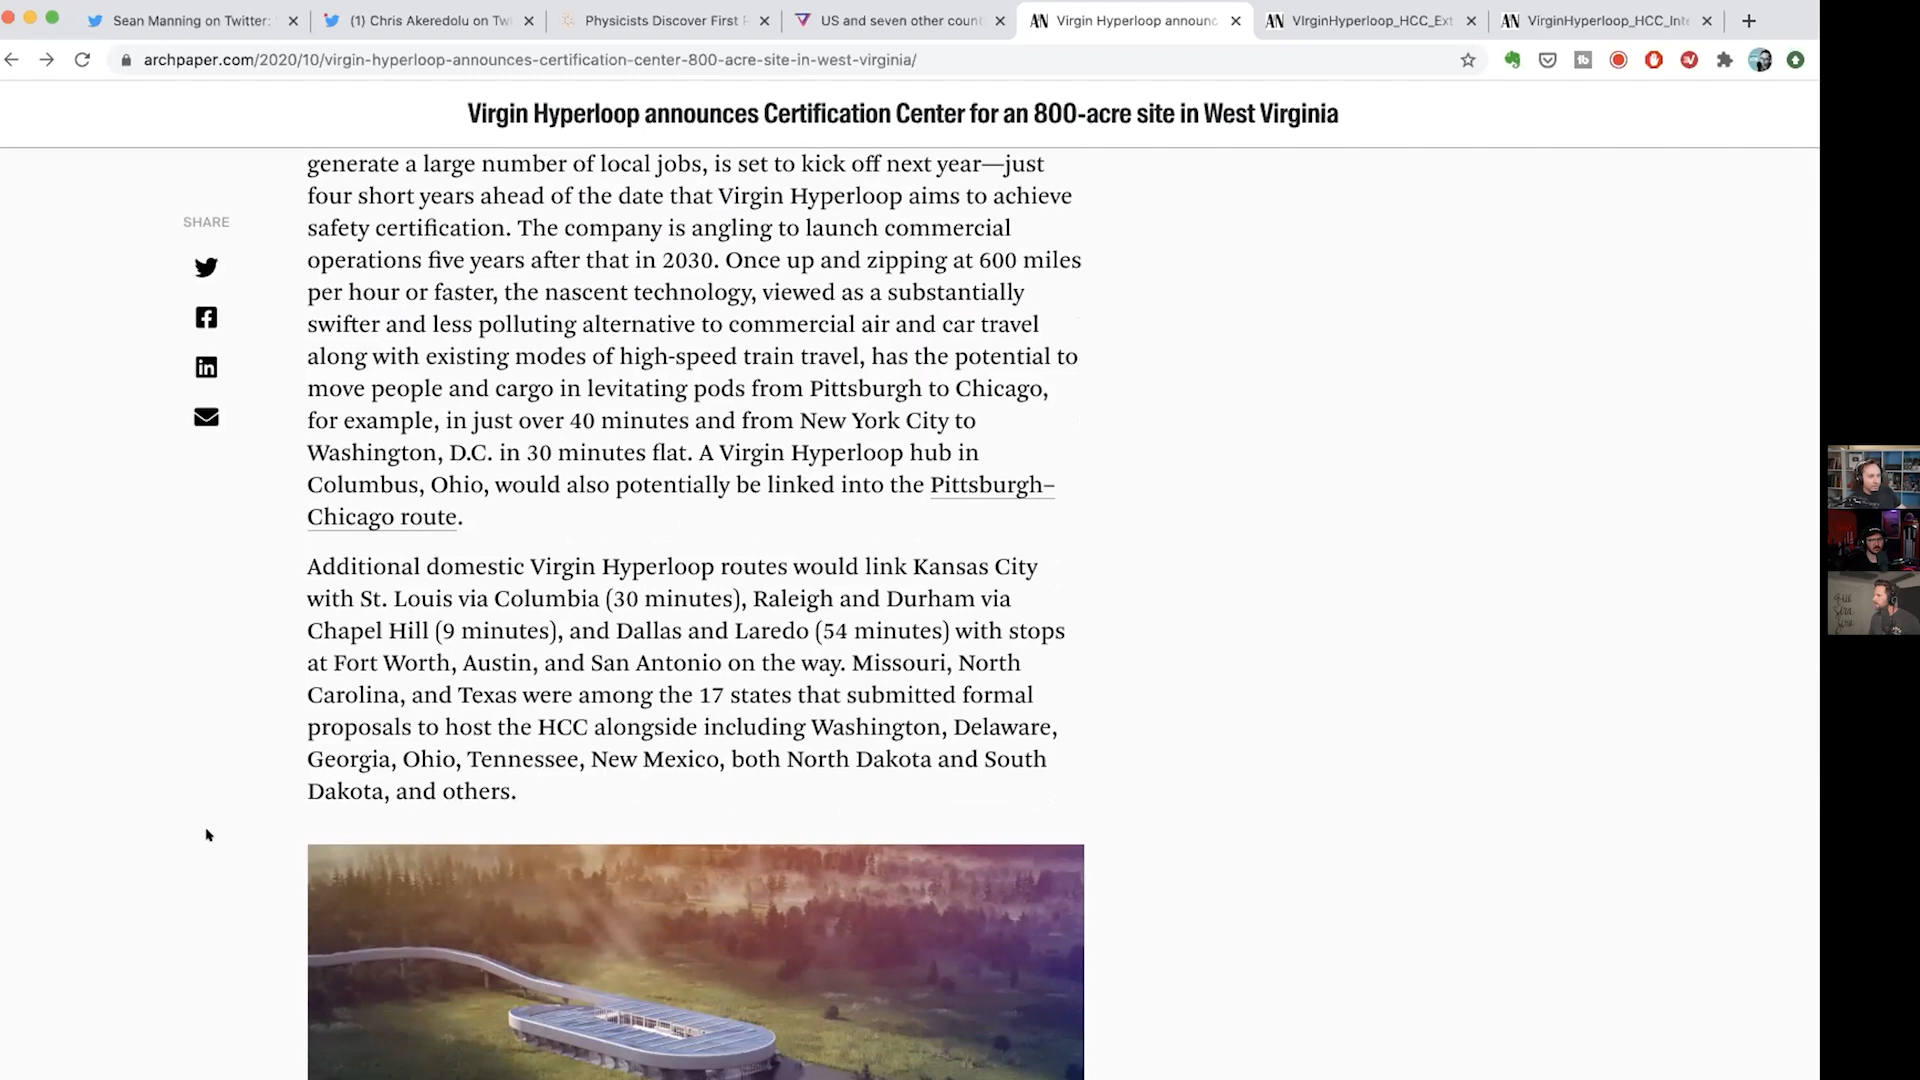 Sean Manning on Twitter:
(1) Chris Akeredolu on Twi
Physicists Discover First F
US and seven other count
Virgin Hyperloop announc
VIrginHyperloop_HCC_Ext
VirginHyperloop_HCC_Inte
archpaper.com/2020/10/virgin-hyperloop-announces-certification-center-800-acre-site-in-west-virginia/
Virgin Hyperloop announces Certification Center for an 800-acre site in West Virginia
SHARE
generate a large number of local jobs, is set to kick off next year—just
four short years ahead of the date that Virgin Hyperloop aims to achieve
safety certification. The company is angling to launch commercial
operations five years after that in 2030. Once up and zipping at 600 miles
per hour or faster, the nascent technology, viewed as a substantially
swifter and less polluting alternative to commercial air and car travel
along with existing modes of high-speed train travel, has the potential to
move people and cargo in levitating pods from Pittsburgh to Chicago,
for example, in just over 40 minutes and from New York City to
Washington, D.C. in 30 minutes flat. A Virgin Hyperloop hub in
Columbus, Ohio, would also potentially be linked into the Pittsburgh–
Chicago route.
Additional domestic Virgin Hyperloop routes would link Kansas City
with St. Louis via Columbia (30 minutes), Raleigh and Durham via
Chapel Hill (9 minutes), and Dallas and Laredo (54 minutes) with stops
at Fort Worth, Austin, and San Antonio on the way. Missouri, North
Carolina, and Texas were among the 17 states that submitted formal
proposals to host the HCC alongside including Washington, Delaware,
Georgia, Ohio, Tennessee, New Mexico, both North Dakota and South
Dakota, and others.